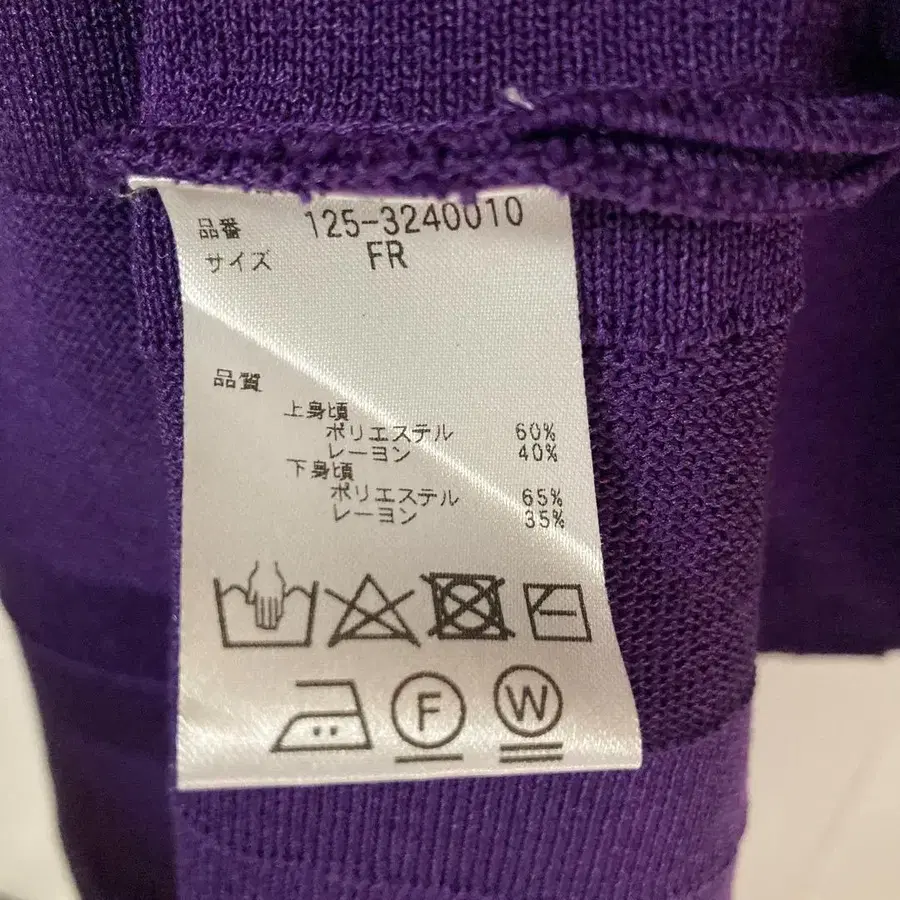 品番 125-3240010
サイズ FR
品質
上身頃
ポリエステル 60%
レーヨン 40%
下身頃
ポリエステル 65%
レーヨン 35%
F W